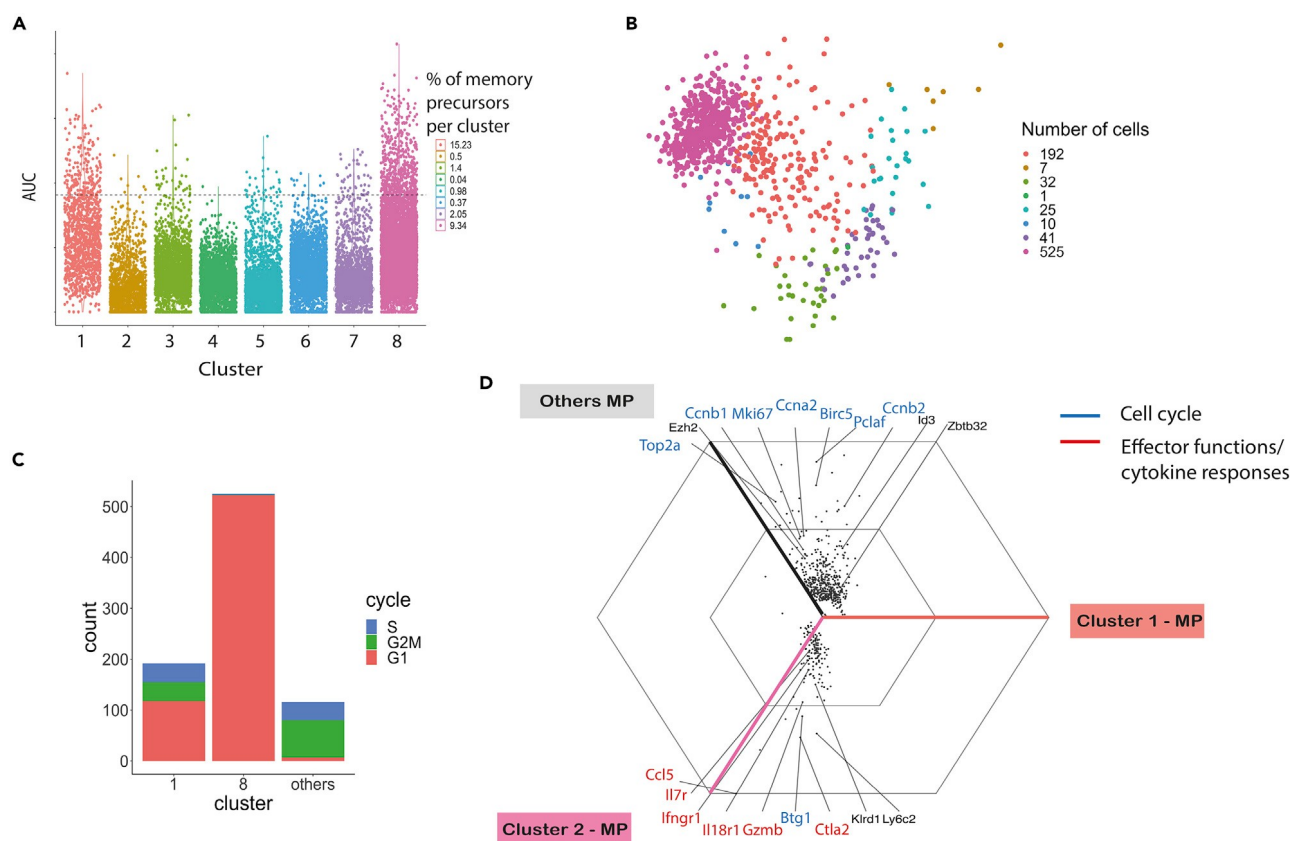 A
AUC
% of memory
precursors
per cluster
15.23
0.5
1.4
0.04
0.98
0.37
2.05
9.34
1 2 3 4 5 6 7 8
Cluster
B
Number of cells
192
7
32
1
25
10
41
525
C
count
500
400
300
200
100
0
1 8 others
cluster
cycle
S
G2M
G1
D
Others MP
Ccnb1 Mki67 Ccna2 Birc5 Pclaf Ccnb2 Id3 Zbtb32
Ezh2
Top2a
Cell cycle
Effector functions/
cytokine responses
Cluster 1 - MP
Ccl5
Il7r
Ifngr1 Il18r1 Gzmb Btg1 Ctla2 Klrd1 Ly6c2
Cluster 2 - MP